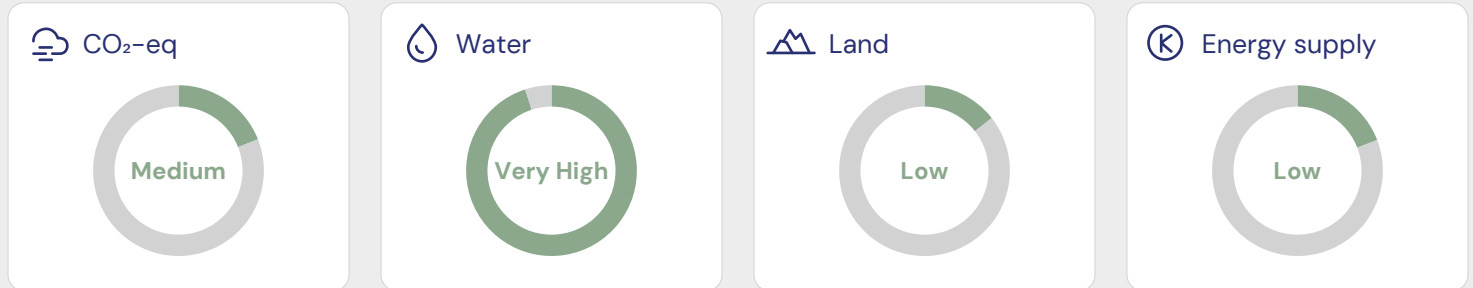 CO₂-eq
Water
Land
K
Energy supply
Medium
Very High
Low
Low